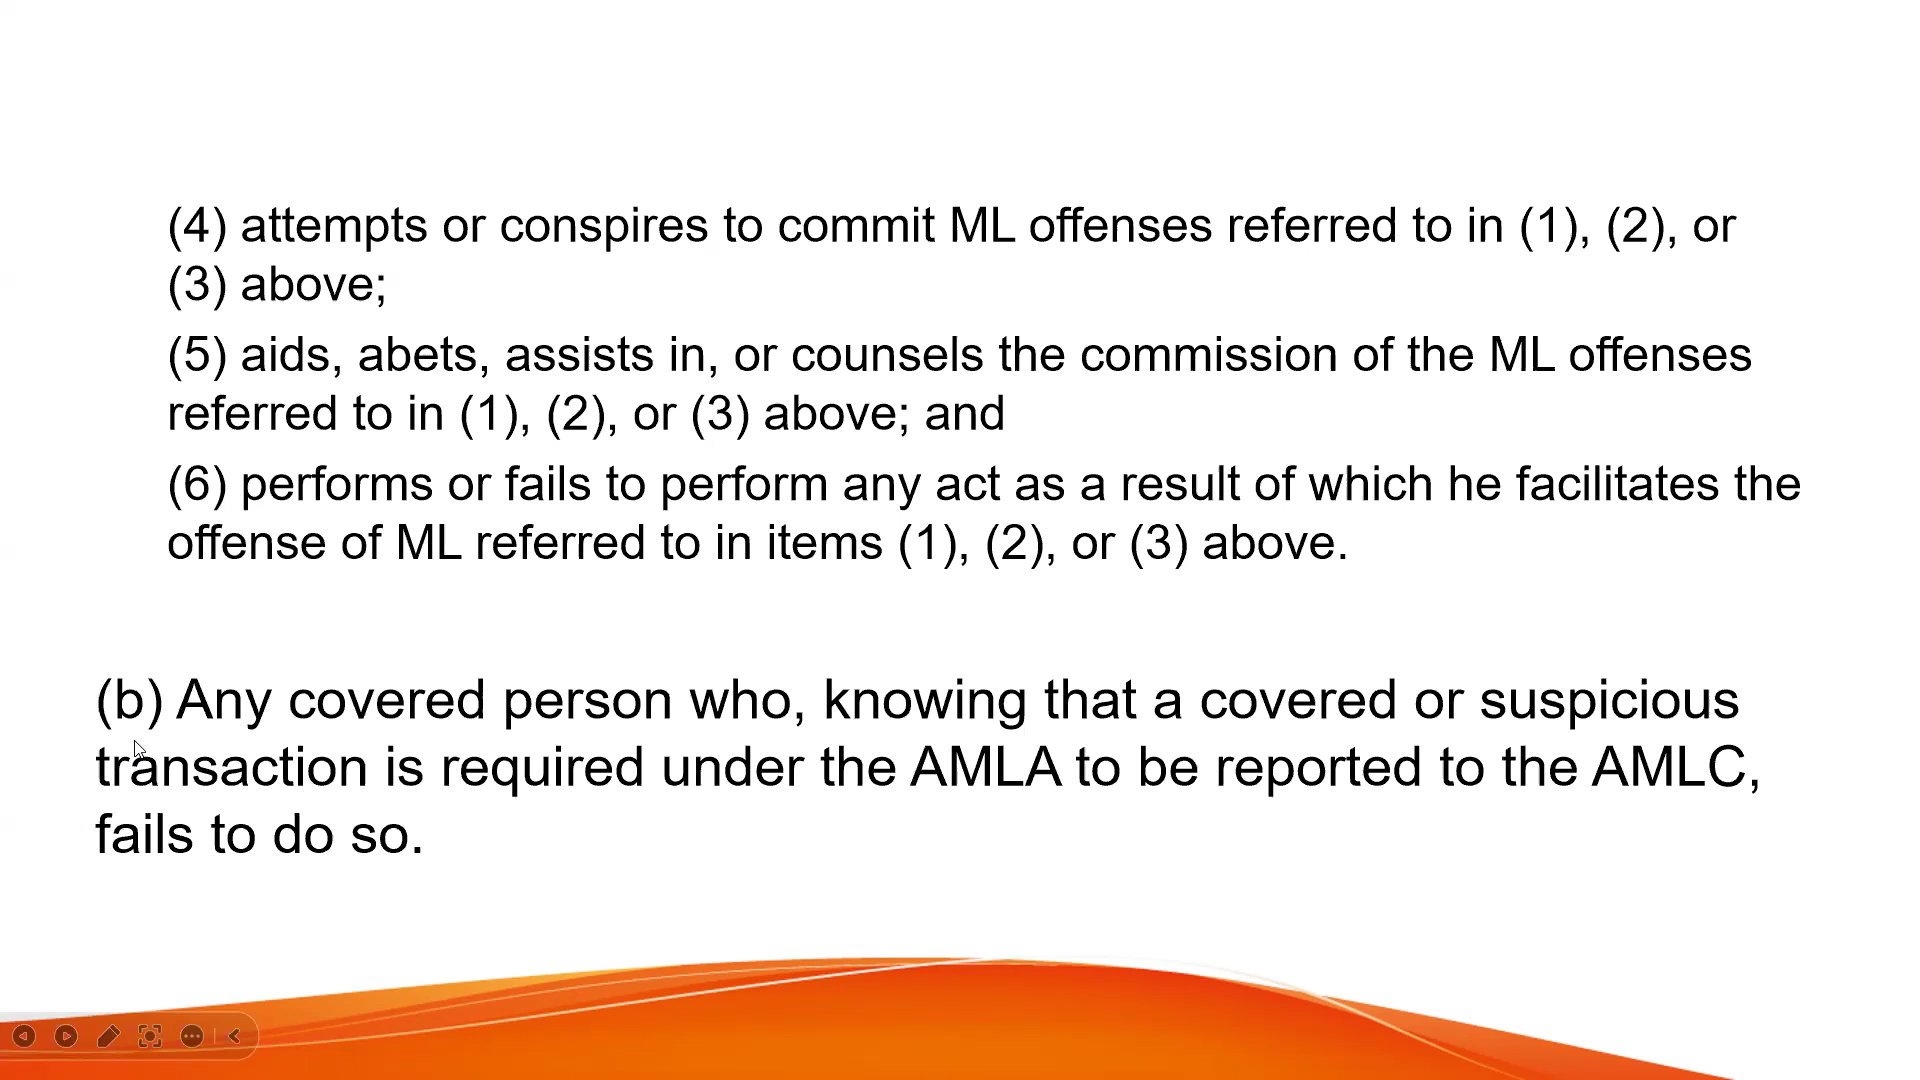 (4) attempts or conspires to commit ML offenses referred to in (1), (2), or
(3) above;
(5) aids, abets, assists in, or counsels the commission of the ML offenses
referred to in (1), (2), or (3) above; and
(6) performs or fails to perform any act as a result of which he facilitates the
offense of ML referred to in items (1), (2), or (3) above.
(b) Any covered person who, knowing that a covered or suspicious
transaction is required under the AMLA to be reported to the AMLC,
fails to do so.